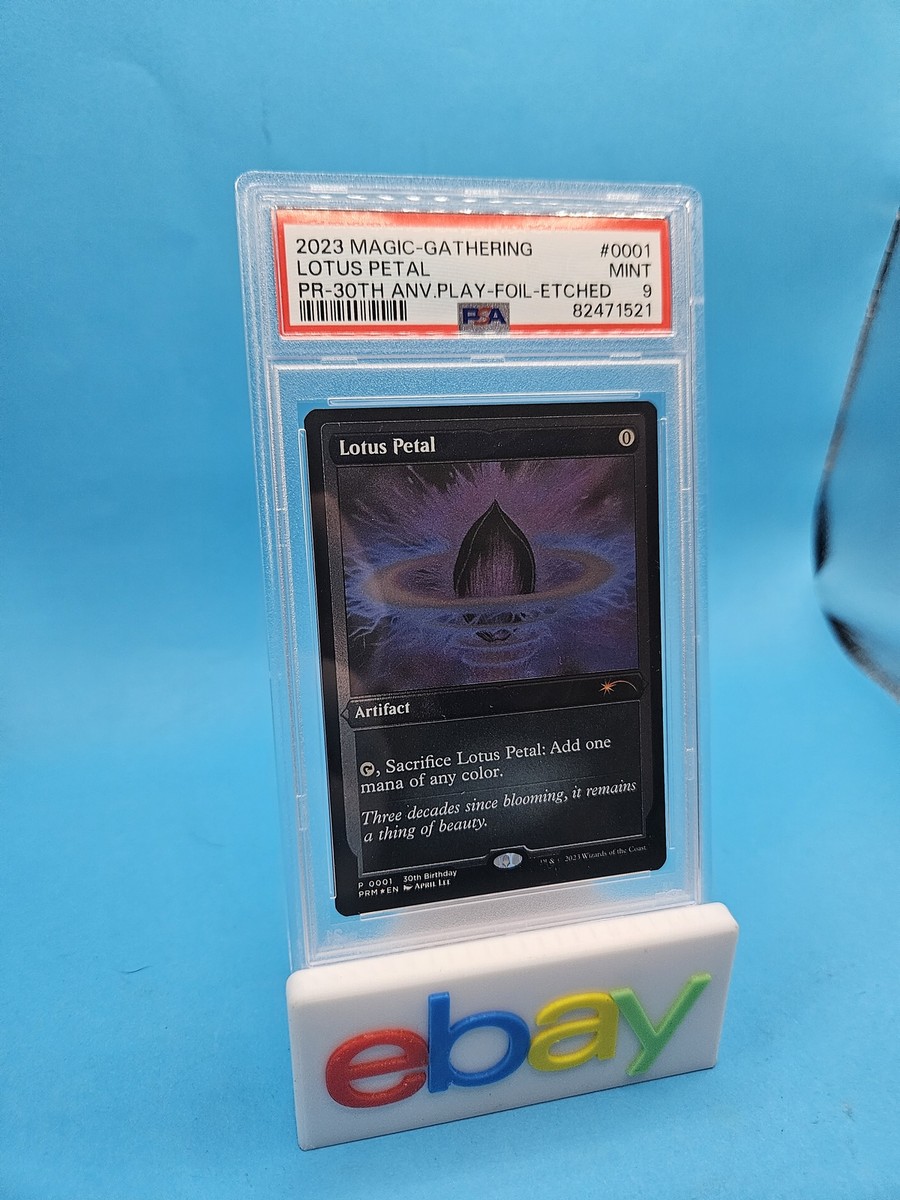 2023 MAGIC-GATHERING #0001
LOTUS PETAL MINT
PR-30TH ANV.PLAY-FOIL-ETCHED 9
PSA 82471521
Lotus Petal 0
Artifact
, Sacrifice Lotus Petal: Add one
mana of any color.
Three decades since blooming, it remains
a thing of beauty.
™ & © 2023 Wizards of the Coast
P 0001 30th Birthday
PRM★EN April Lee
ebay